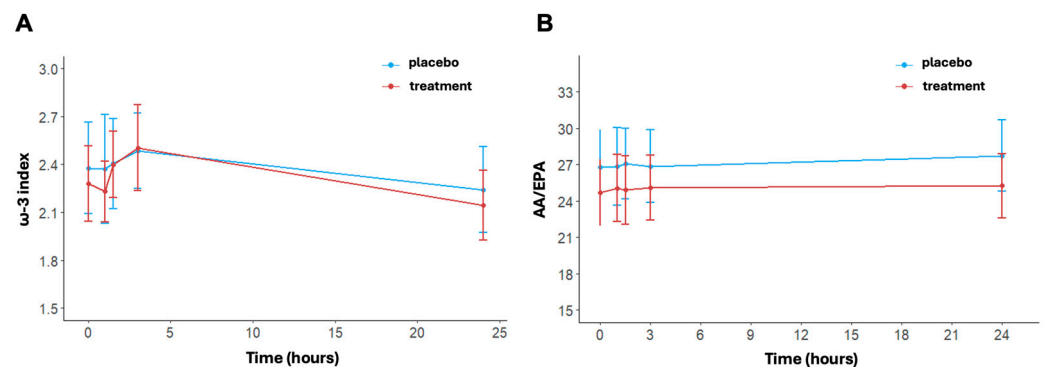 A
B
placebo
treatment
3.0
2.7
2.4
2.1
1.8
1.5
ω-3 index
0 5 10 15 20 25
Time (hours)
placebo
treatment
33
30
27
24
21
18
15
AA/EPA
0 3 6 9 12 15 18 21 24
Time (hours)